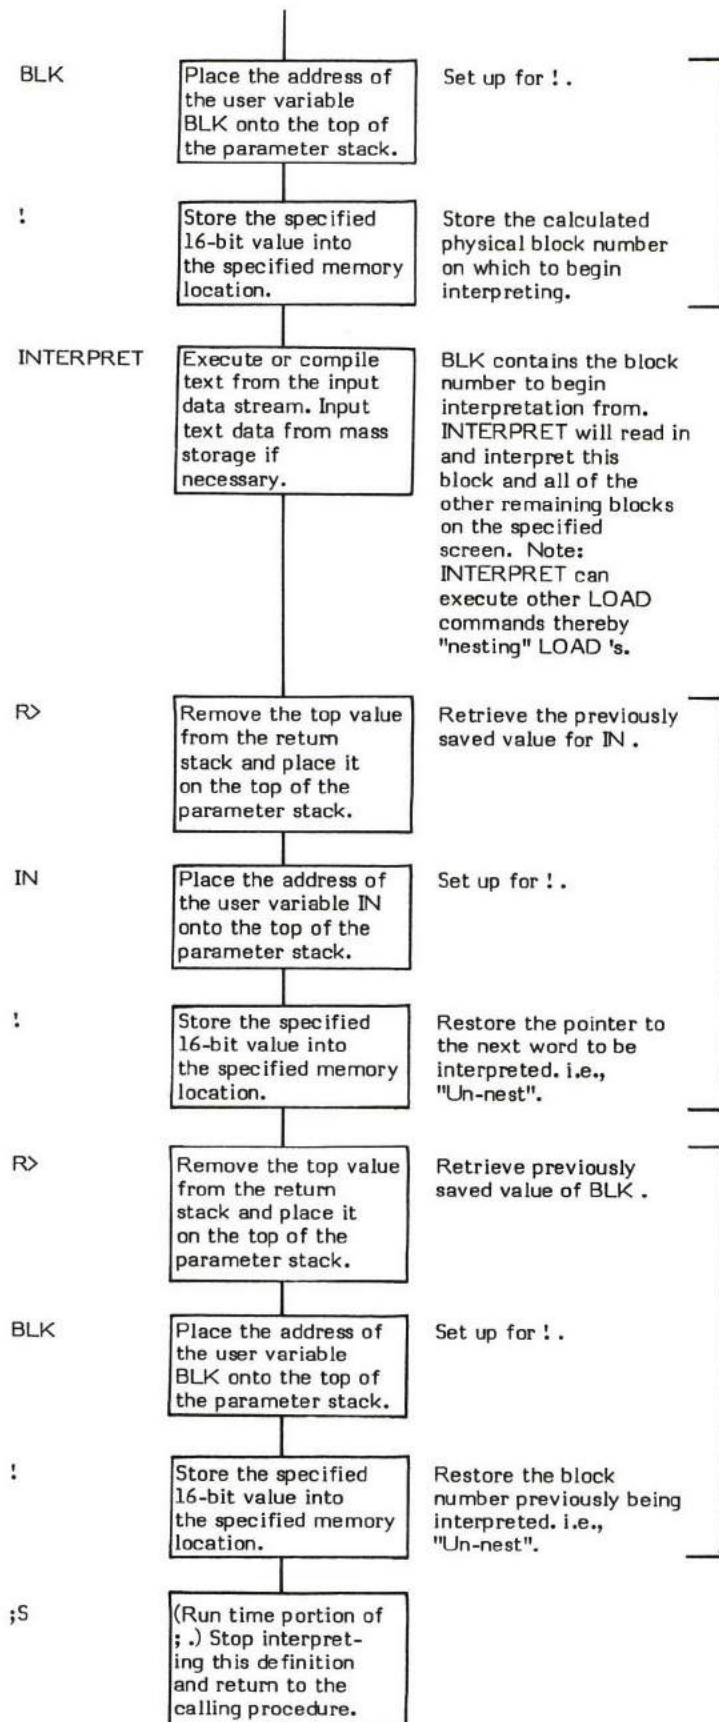 BLK
Place the address of
the user variable
BLK onto the top of
the parameter stack.
Set up for ! .
!
Store the specified
16-bit value into
the specified memory
location.
Store the calculated
physical block number
on which to begin
interpreting.
INTERPRET
Execute or compile
text from the input
data stream. Input
text data from mass
storage if
necessary.
BLK contains the block
number to begin
interpretation from.
INTERPRET will read in
and interpret this
block and all of the
other remaining blocks
on the specified
screen. Note:
INTERPRET can
execute other LOAD
commands thereby
"nesting" LOAD 's.
R>
Remove the top value
from the return
stack and place it
on the top of the
parameter stack.
Retrieve the previously
saved value for IN .
IN
Place the address of
the user variable IN
onto the top of the
parameter stack.
Set up for ! .
!
Store the specified
16-bit value into
the specified memory
location.
Restore the pointer to
the next word to be
interpreted. i.e.,
"Un-nest".
R>
Remove the top value
from the return
stack and place it
on the top of the
parameter stack.
Retrieve previously
saved value of BLK .
BLK
Place the address of
the user variable
BLK onto the top of
the parameter stack.
Set up for ! .
!
Store the specified
16-bit value into
the specified memory
location.
Restore the block
number previously being
interpreted. i.e.,
"Un-nest".
;S
(Run time portion of
; .) Stop interpret-
ing this definition
and return to the
calling procedure.